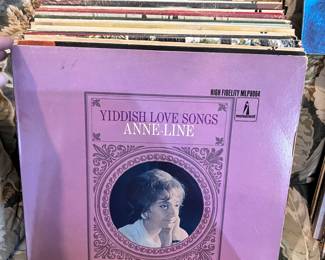 HIGH FIDELITY MLP8004
YIDDISH LOVE SONGS
ANNE-LINE